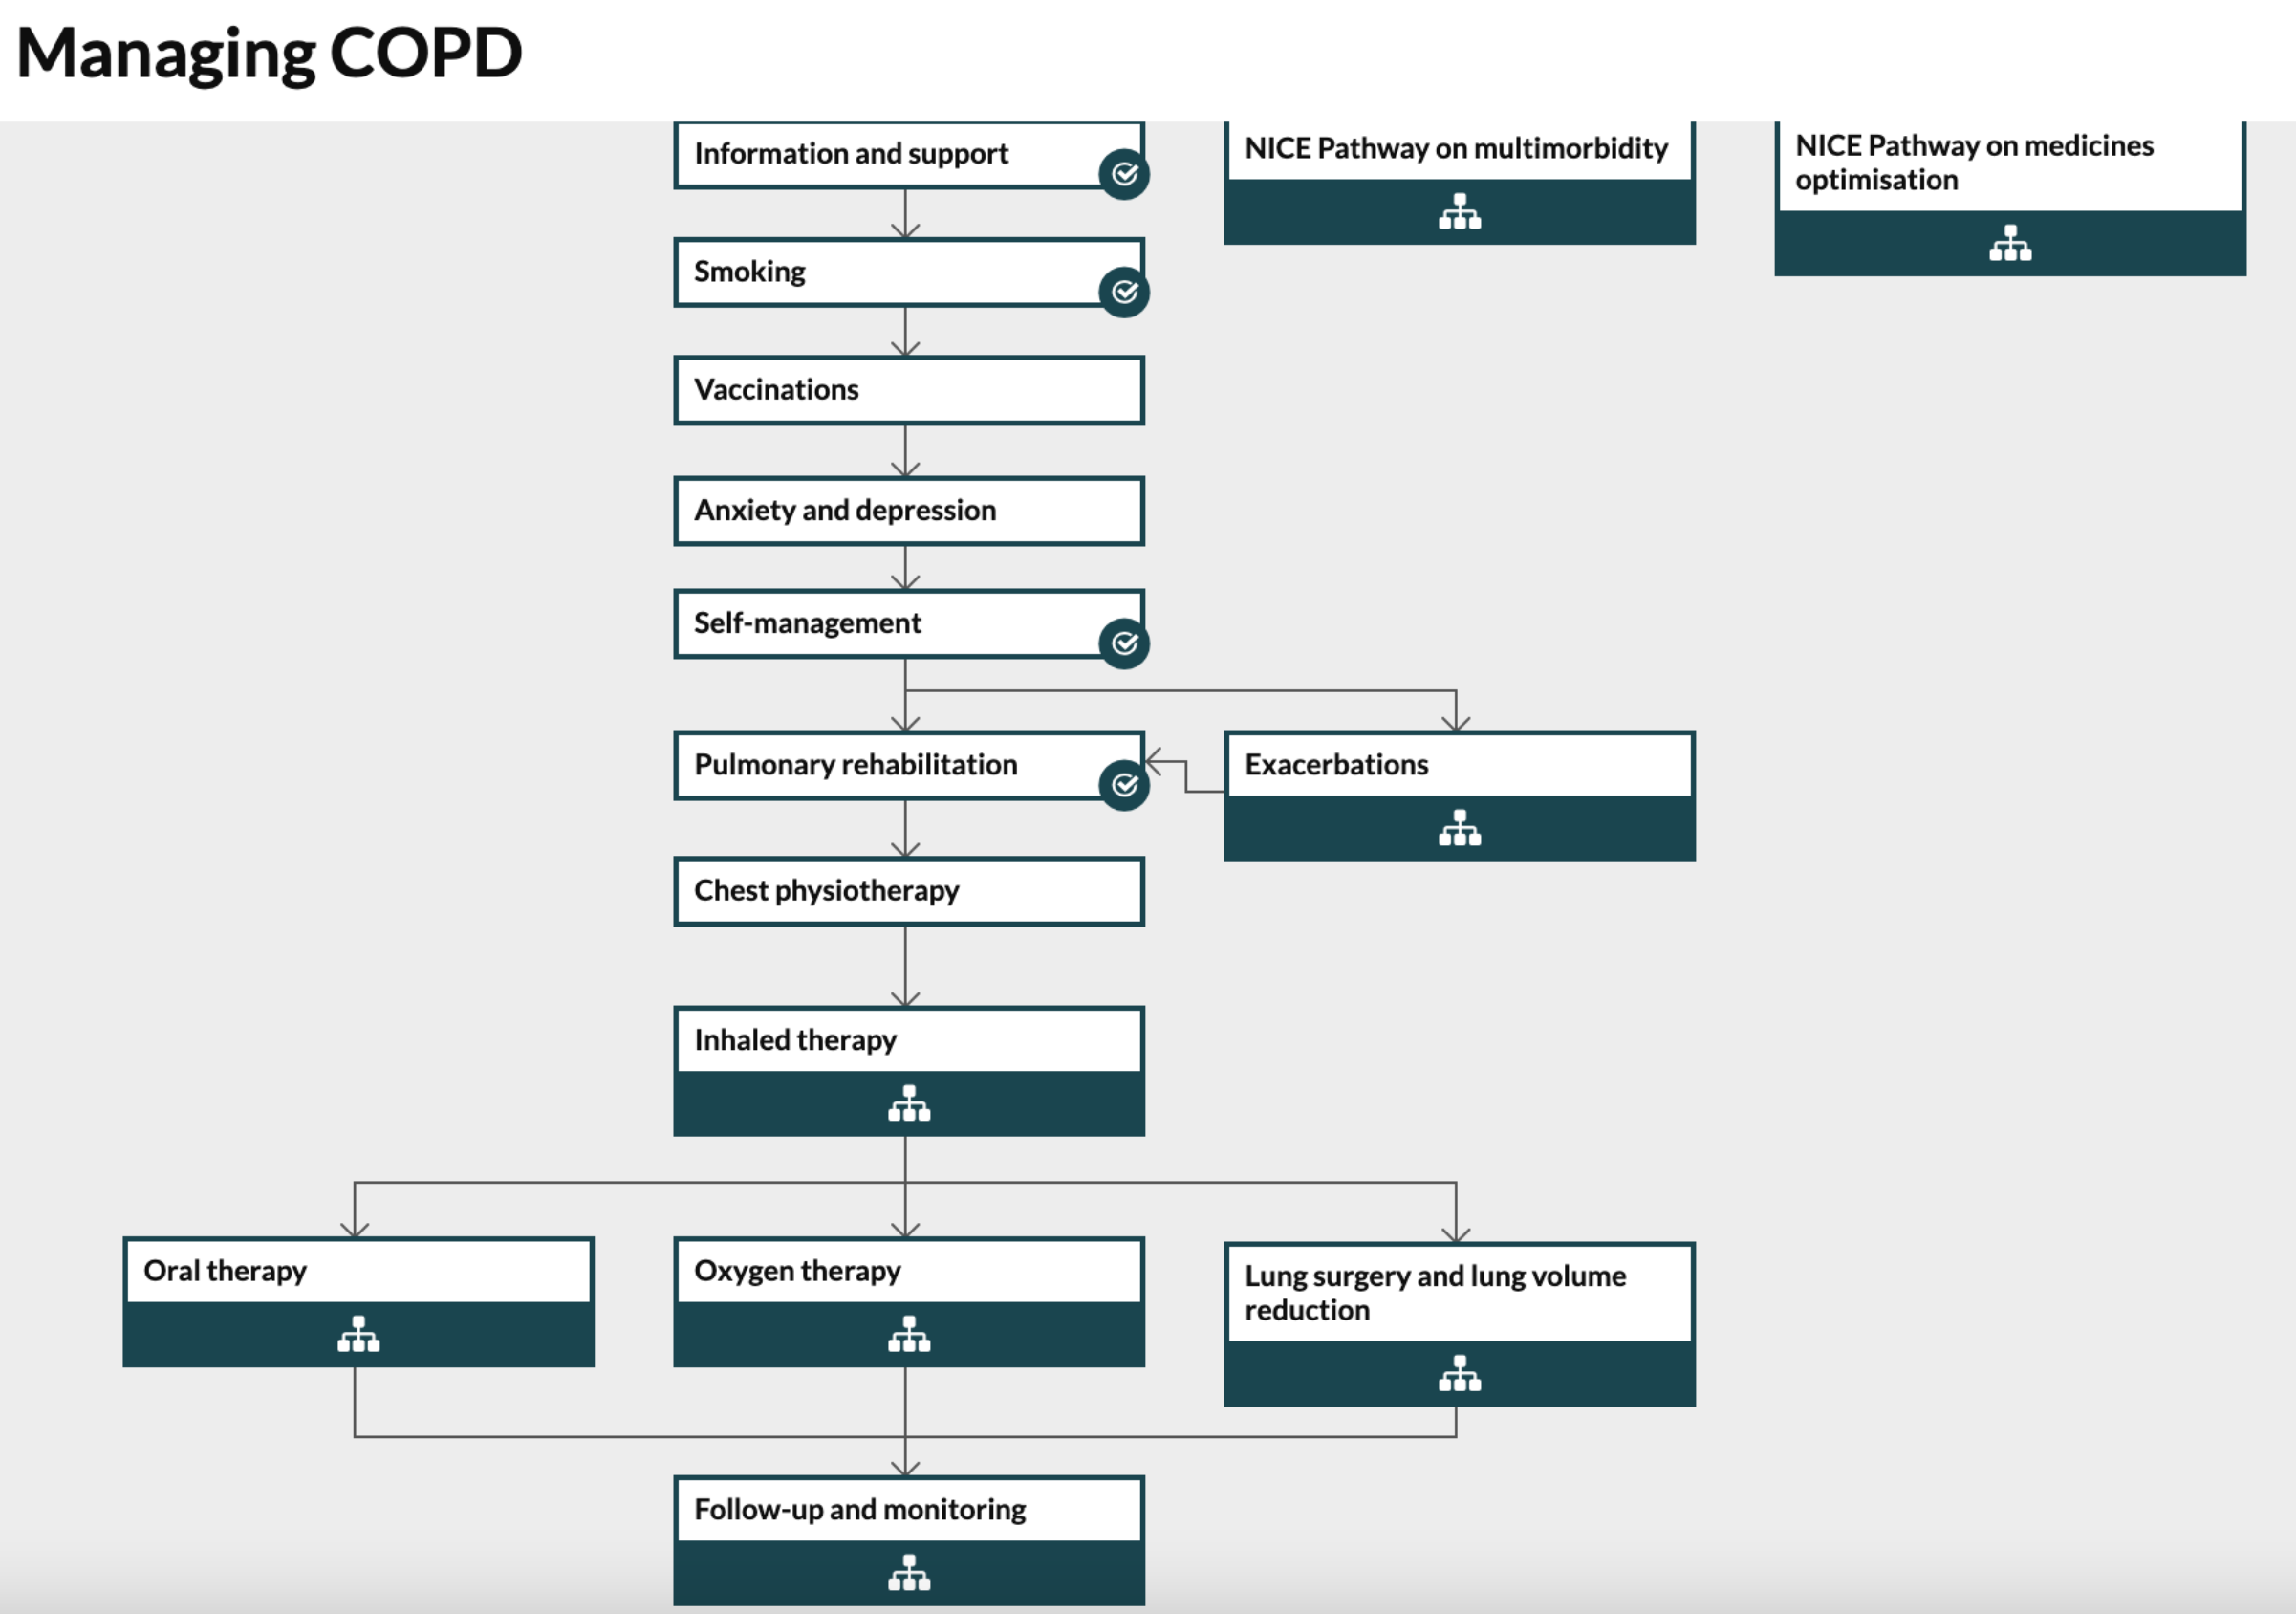 Managing COPD
Information and support
NICE Pathway on multimorbidity
NICE Pathway on medicines
optimisation
Smoking
Vaccinations
Anxiety and depression
Self-management
Pulmonary rehabilitation
Exacerbations
Chest physiotherapy
Inhaled therapy
Oral therapy
Oxygen therapy
Lung surgery and lung volume
reduction
Follow-up and monitoring